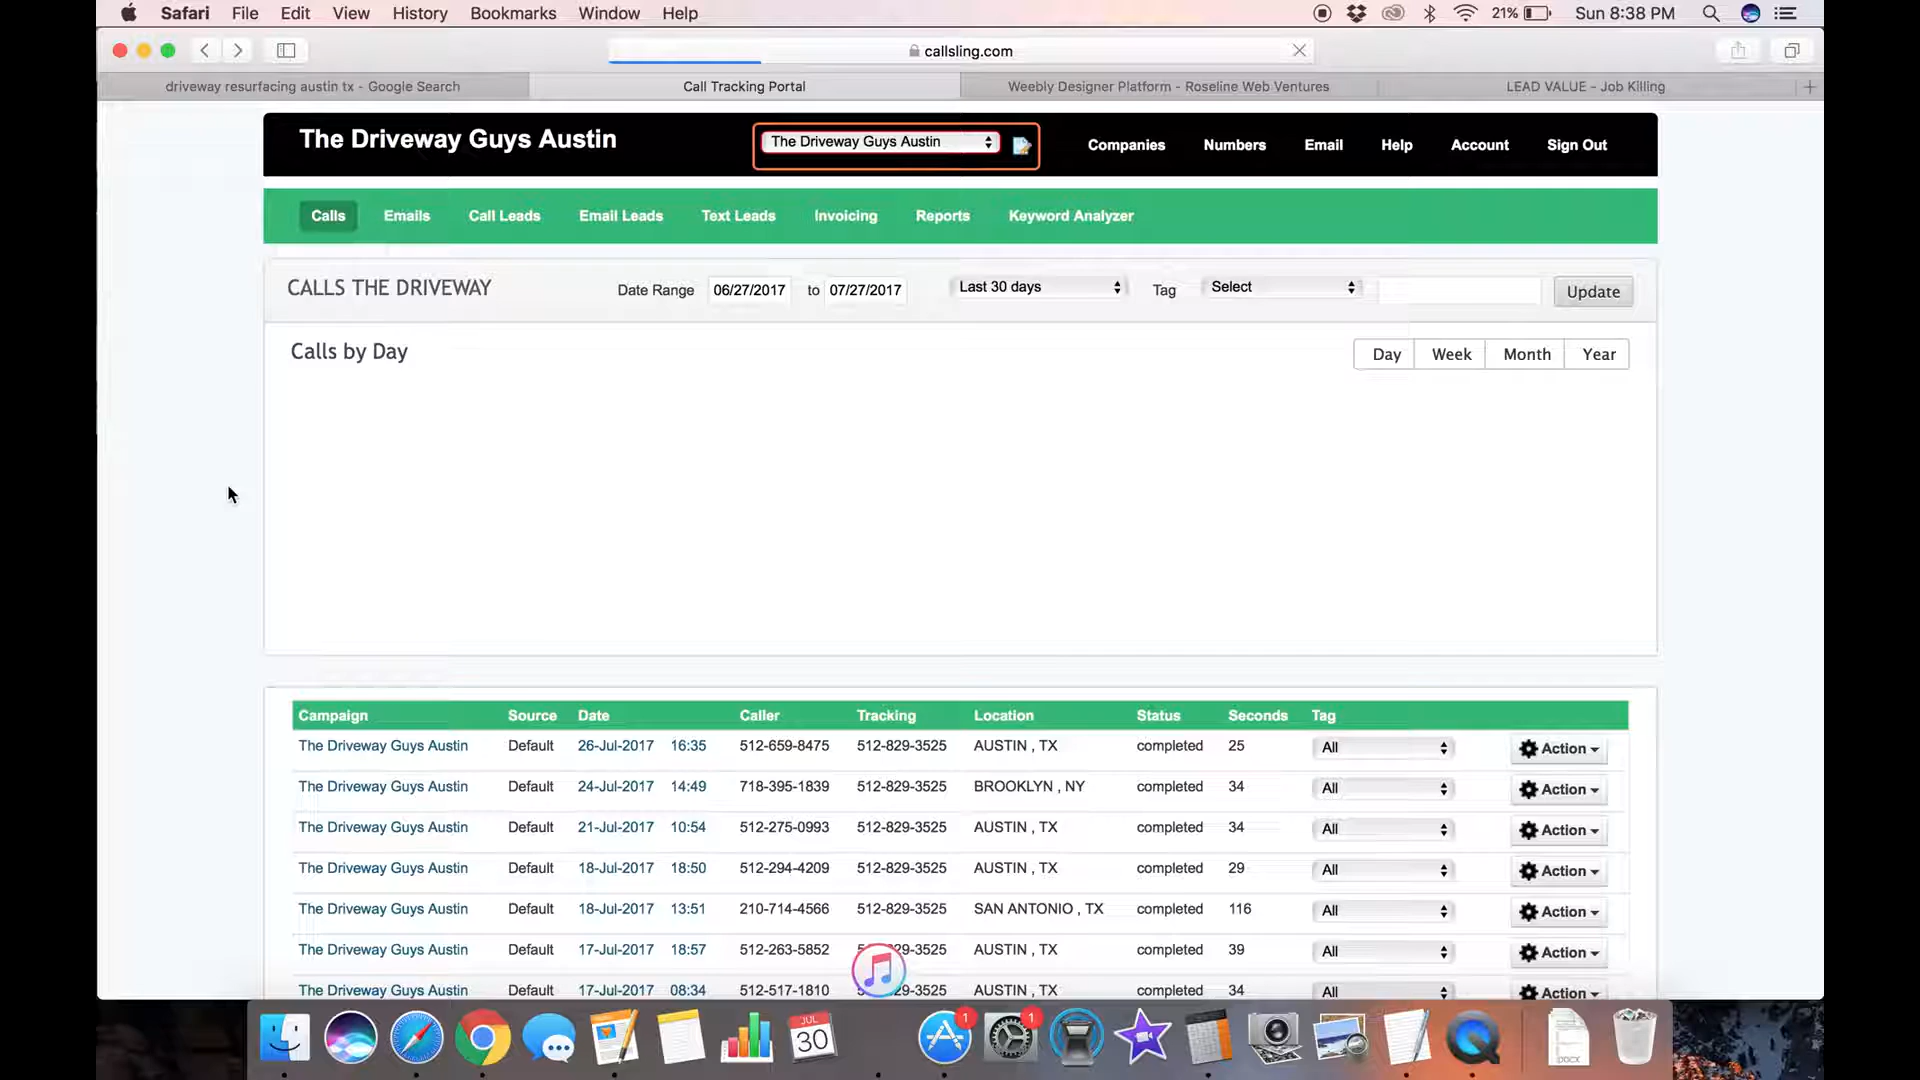 Safari File Edit View History Bookmarks Window Help 21% Sun 8:38 PM
callsling.com
driveway resurfacing austin tx - Google Search Call Tracking Portal Weebly Designer Platform - Roseline Web Ventures LEAD VALUE - Job Killing
The Driveway Guys Austin The Driveway Guys Austin Companies Numbers Email Help Account Sign Out
Calls Emails Call Leads Email Leads Text Leads Invoicing Reports Keyword Analyzer
CALLS THE DRIVEWAY Date Range 06/27/2017 to 07/27/2017 Last 30 days Tag Select Update
Calls by Day Day Week Month Year
Campaign Source Date Caller Tracking Location Status Seconds Tag
The Driveway Guys Austin Default 26-Jul-2017 16:35 512-659-8475 512-829-3525 AUSTIN , TX completed 25 All Action
The Driveway Guys Austin Default 24-Jul-2017 14:49 718-395-1839 512-829-3525 BROOKLYN , NY completed 34 All Action
The Driveway Guys Austin Default 21-Jul-2017 10:54 512-275-0993 512-829-3525 AUSTIN , TX completed 34 All Action
The Driveway Guys Austin Default 18-Jul-2017 18:50 512-294-4209 512-829-3525 AUSTIN , TX completed 29 All Action
The Driveway Guys Austin Default 18-Jul-2017 13:51 210-714-4566 512-829-3525 SAN ANTONIO , TX completed 116 All Action
The Driveway Guys Austin Default 17-Jul-2017 18:57 512-263-5852 29-3525 AUSTIN , TX completed 39 All Action
The Driveway Guys Austin Default 17-Jul-2017 08:34 512-517-1810 29-3525 AUSTIN , TX completed 34 All Action
JUL
30
1
1
DOCX